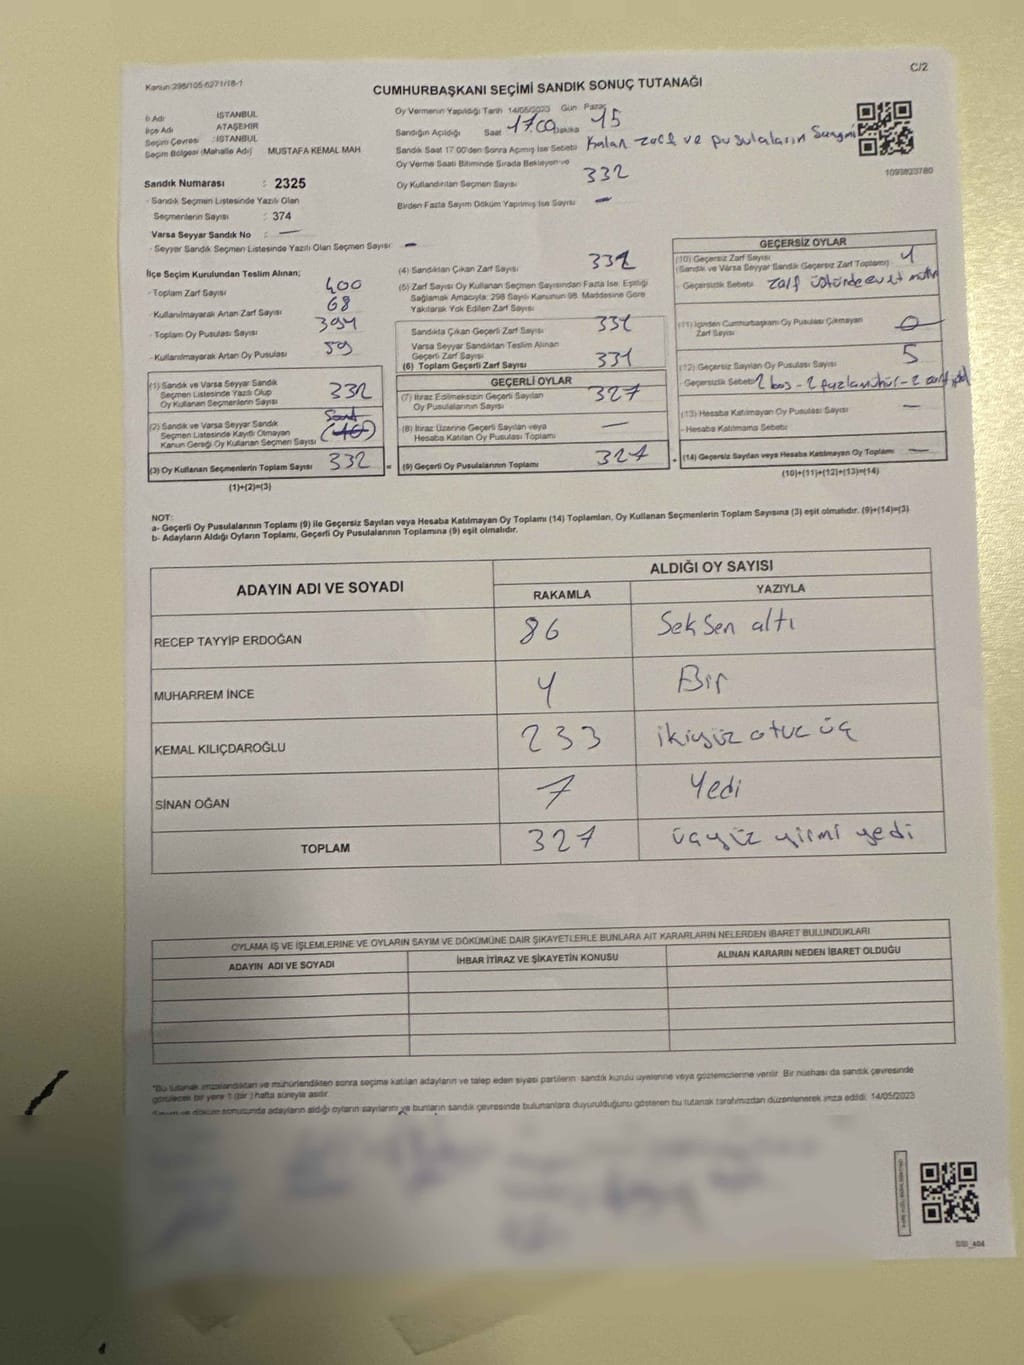 Kanun:298/105-6271/18-1
C/2
CUMHURBAŞKANI SEÇİMİ SANDIK SONUÇ TUTANAĞI
İl Adı : İSTANBUL
İlçe Adı : ATAŞEHİR
Seçim Çevresi : İSTANBUL
Seçim Bölgesi (Mahalle Adı) MUSTAFA KEMAL MAH
Sandık Numarası : 2325
- Sandık Seçmen Listesinde Yazılı Olan
Seçmenlerin Sayısı : 374
Varsa Seyyar Sandık No : —
- Seyyar Sandık Seçmen Listesinde Yazılı Olan Seçmen Sayısı : —
Oy Vermenin Yapıldığı Tarih 14/05/2023 Gün Pazar
Sandığın Açıldığı Saat 17.00 Dakika 45
Sandık Saat 17.00'den Sonra Açılmış İse Sebebi Kalan zarf ve pusulaların Sayımı
Oy Verme Saati Bitiminde Sırada Bekleyen ve
Oy Kullandırılan Seçmen Sayısı 332
Birden Fazla Sayım Döküm Yapılmış İse Sayısı —
1093823780
İlçe Seçim Kurulundan Teslim Alınan;
- Toplam Zarf Sayısı 400
- Kullanılmayarak Artan Zarf Sayısı 68
- Toplam Oy Pusulası Sayısı 391
- Kullanılmayarak Artan Oy Pusulası 59
(1) Sandık ve Varsa Seyyar Sandık
Seçmen Listesinde Yazılı Olup
Oy Kullanan Seçmenlerin Sayısı 332
(2) Sandık ve Varsa Seyyar Sandık
Seçmen Listesinde Kayıtlı Olmayan
Kanun Gereği Oy Kullanan Seçmen Sayısı
(3) Oy Kullanan Seçmenlerin Toplam Sayısı 332
(1)+(2)=(3)
(4) Sandıktan Çıkan Zarf Sayısı 332
(5) Zarf Sayısı Oy Kullanan Seçmen Sayısından Fazla İse, Eşitliği
Sağlamak Amacıyla; 298 Sayılı Kanunun 98. Maddesine Göre
Yakılarak Yok Edilen Zarf Sayısı
Sandıkta Çıkan Geçerli Zarf Sayısı 331
Varsa Seyyar Sandıktan Teslim Alınan
Geçerli Zarf Sayısı
(6) Toplam Geçerli Zarf Sayısı 331
GEÇERLİ OYLAR
(7) İtiraz Edilmeksizin Geçerli Sayılan
Oy Pusulalarının Sayısı 327
(8) İtiraz Üzerine Geçerli Sayılan veya
Hesaba Katılan Oy Pusulası Toplamı —
(9) Geçerli Oy Pusulalarının Toplamı 327
GEÇERSİZ OYLAR
(10) Geçersiz Zarf Sayısı 1
(Sandık ve Varsa Seyyar Sandık Geçersiz Zarf Toplamı)
- Geçersizlik Sebebi zarf üstünde evet mührü
(11) İçinden Cumhurbaşkanı Oy Pusulası Çıkmayan
Zarf Sayısı 0
(12) Geçersiz Sayılan Oy Pusulası Sayısı 5
- Geçersizlik Sebebi 1 boş - 2 fazla mühür - 2
(13) Hesaba Katılmayan Oy Pusulası Sayısı —
- Hesaba Katılmama Sebebi
(14) Geçersiz Sayılan veya Hesaba Katılmayan Oy Toplamı —
(10)+(11)+(12)+(13)=(14)
NOT:
a- Geçerli Oy Pusulalarının Toplamı (9) ile Geçersiz Sayılan veya Hesaba Katılmayan Oy Toplamı (14) Toplamları, Oy Kullanan Seçmenlerin Toplam Sayısına (3) eşit olmalıdır. (9)+(14)=(3)
b- Adayların Aldığı Oyların Toplamı, Geçerli Oy Pusulalarının Toplamına (9) eşit olmalıdır.
ADAYIN ADI VE SOYADI
ALDIĞI OY SAYISI
RAKAMLA YAZIYLA
RECEP TAYYİP ERDOĞAN 86 Seksen altı
MUHARREM İNCE 1 Bir
KEMAL KILIÇDAROĞLU 233 ikiyüz otuz üç
SİNAN OĞAN 7 Yedi
TOPLAM 327 üçyüz yirmi yedi
OYLAMA İŞ VE İŞLEMLERİNE VE OYLARIN SAYIM VE DÖKÜMÜNE DAİR ŞİKAYETLERLE BUNLARA AİT KARARLARIN NELERDEN İBARET BULUNDUKLARI
ADAYIN ADI VE SOYADI İHBAR İTİRAZ VE ŞİKAYETİN KONUSU ALINAN KARARIN NEDEN İBARET OLDUĞU
*Bu tutanak imzalandıktan ve mühürlendikten sonra seçime katılan adayların ve talep eden siyasi partilerin sandık kurulu üyelerine veya gözlemcilerine verilir. Bir nüshası da sandık çevresinde
görülecek bir yere 1 (bir) hafta süreyle asılır.
Sayım ve döküm sonucunda adayların aldığı oyların sayılarını ve bunların sandık çevresinde bulunanlara duyurulduğunu gösteren bu tutanak tarafımızdan düzenlenerek imza edildi. 14/05/2023